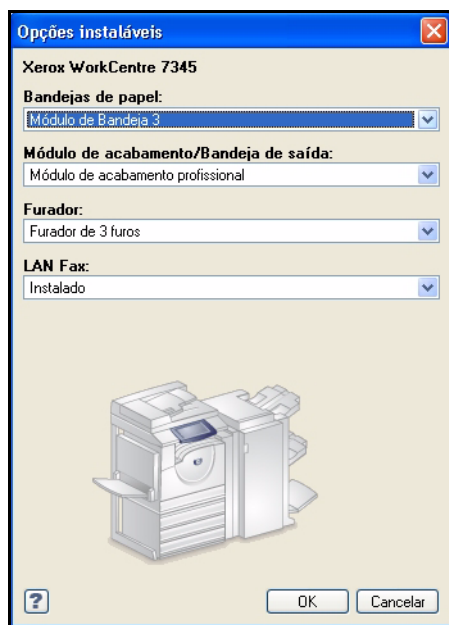 Opções instaláveis
Xerox WorkCentre 7345
Bandejas de papel:
Módulo de Bandeja 3
Módulo de acabamento/Bandeja de saída:
Módulo de acabamento profissional
Furador:
Furador de 3 furos
LAN Fax:
Instalado
?
OK
Cancelar